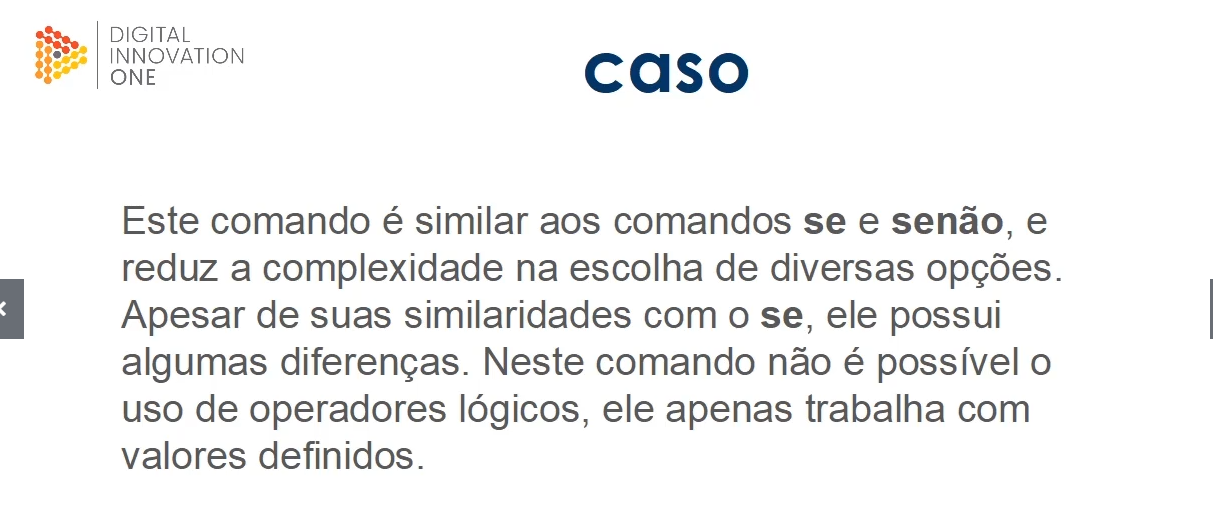 DIGITAL
INNOVATION
ONE
caso
Este comando é similar aos comandos se e senão, e
reduz a complexidade na escolha de diversas opções.
Apesar de suas similaridades com o se, ele possui
algumas diferenças. Neste comando não é possível o
uso de operadores lógicos, ele apenas trabalha com
valores definidos.